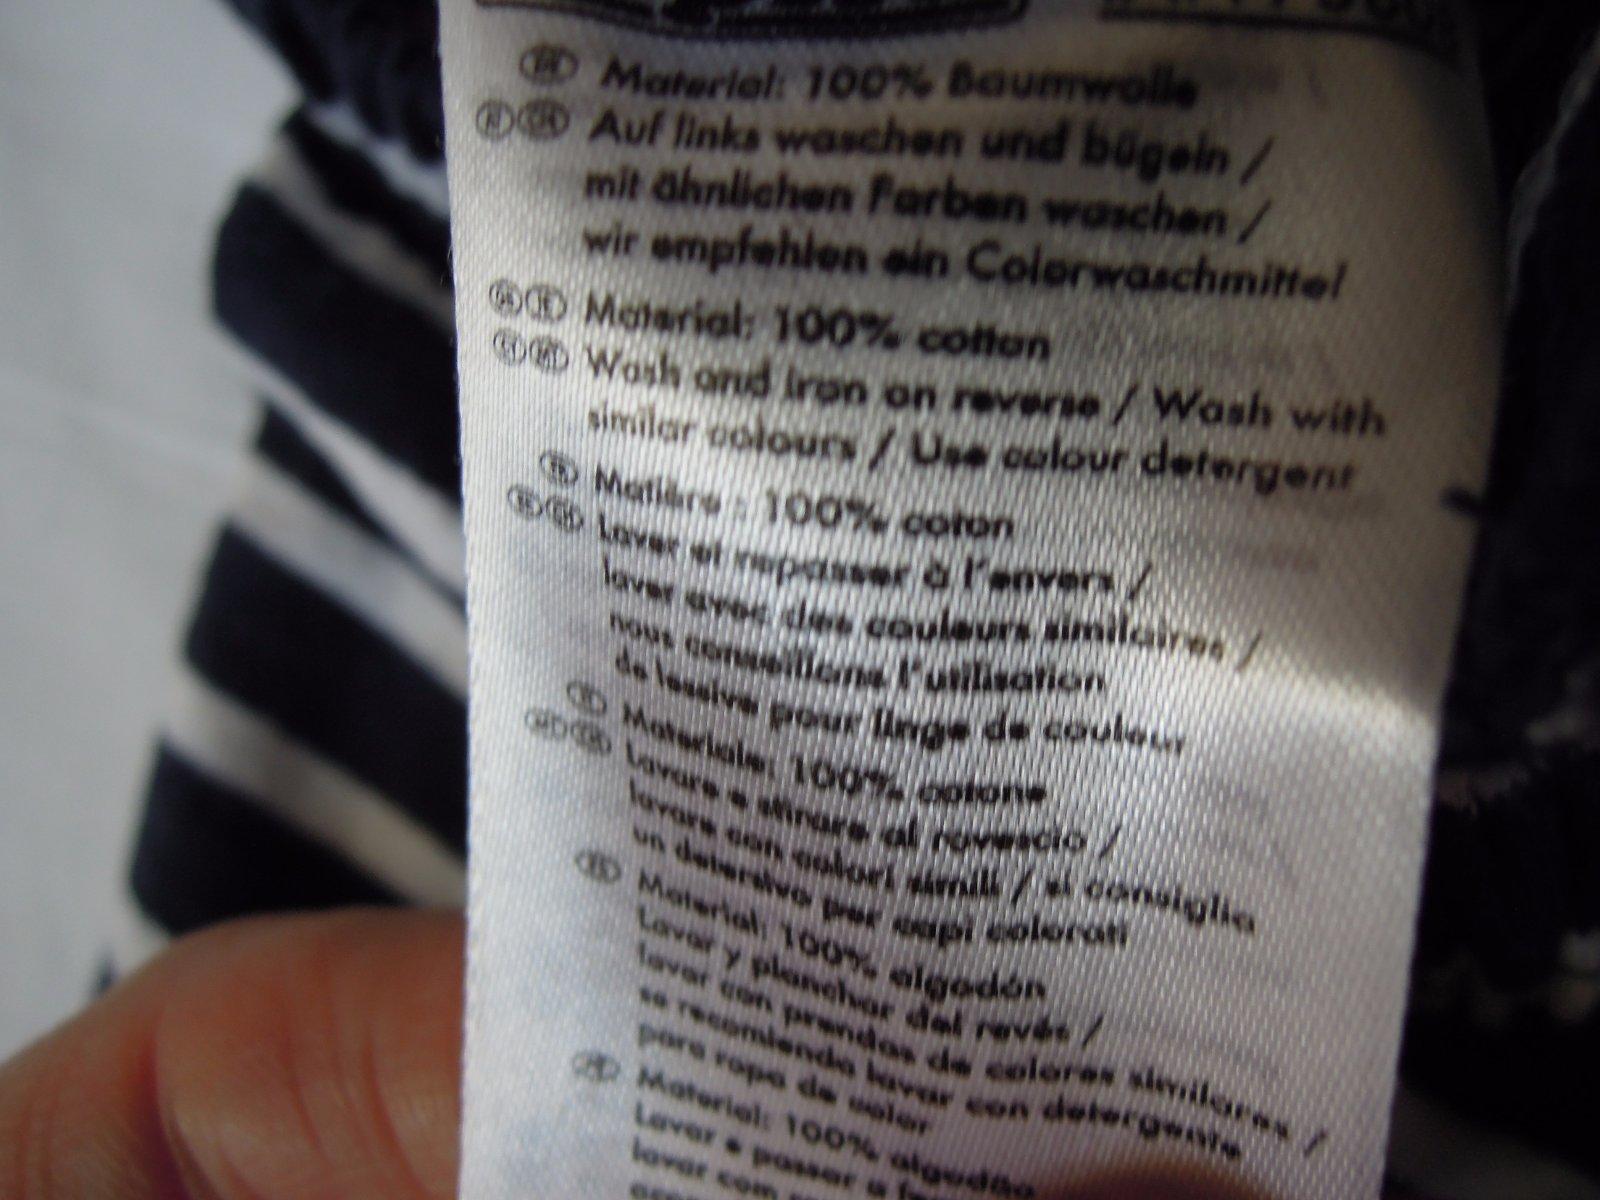 DE Material: 100% Baumwolle
Auf links waschen und bügeln /
mit ähnlichen Farben waschen /
wir empfehlen ein Colorwaschmittel
Material: 100% cotton
Wash and iron on reverse / Wash with
similar colours / Use colour detergent
Matière : 100% coton
Laver et repasser à l'envers /
laver avec des couleurs similaires /
nous conseillons l'utilisation
de lessive pour linge de couleur
Materiale: 100% cotone
Lavare e stirare al rovescio /
lavare con colori simili / si consiglia
un detersivo per capi colorati
Material: 100% algodón
Lavar y planchar del revés /
lavar con prendas de colores similares /
se recomienda lavar con detergente
para ropa de color
Material: 100% algodão
Lavar e passar a
lavar com